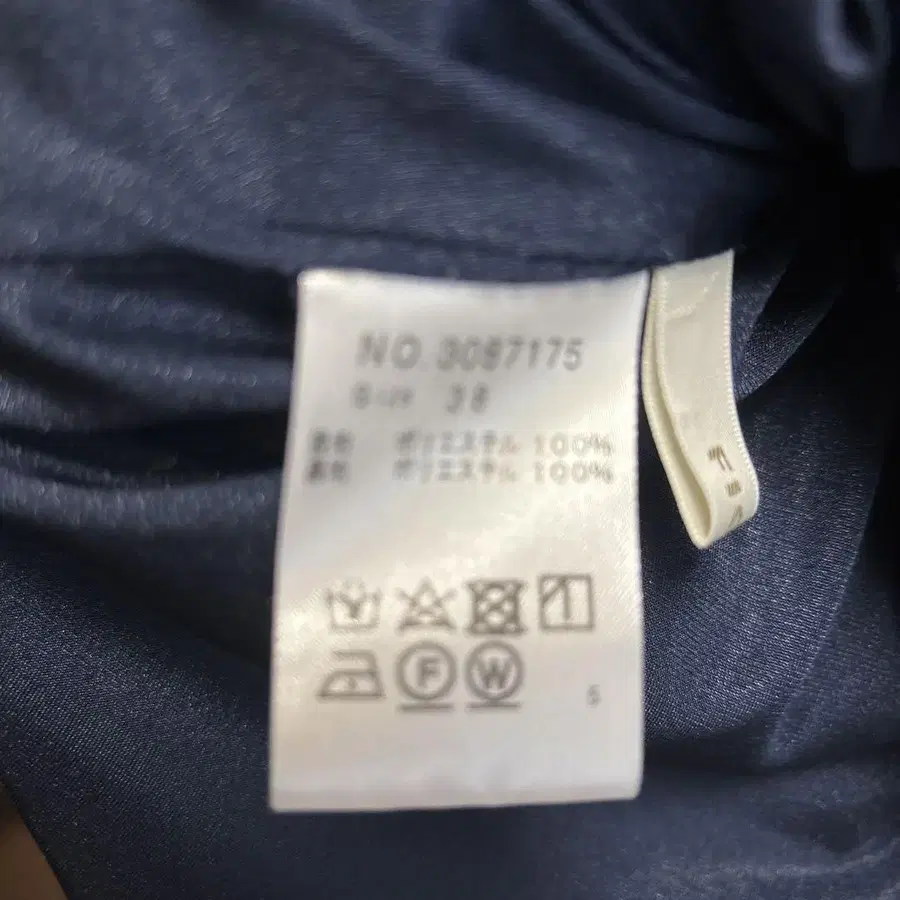 NO.3087175
Size 38
表地 ポリエステル 100%
裏地 ポリエステル 100%
F W
5